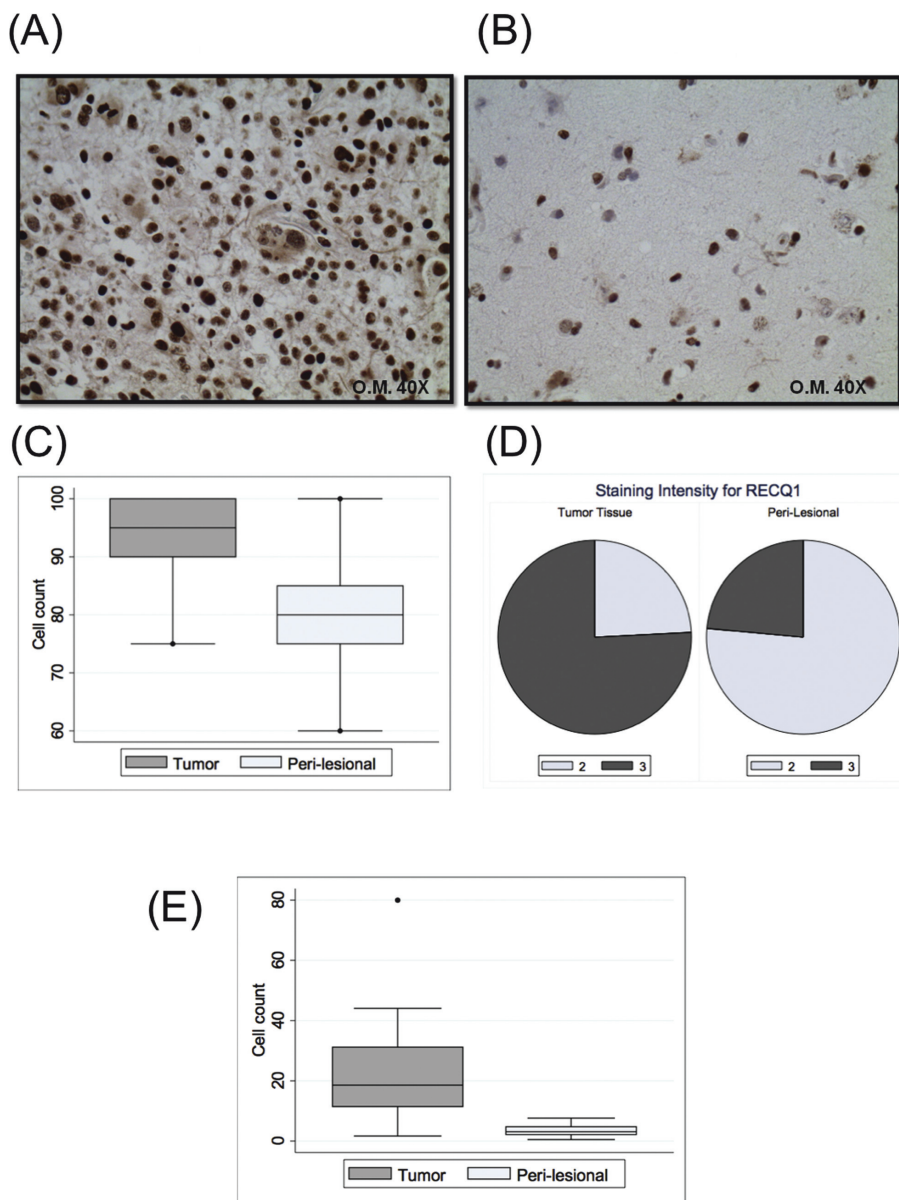 (A)
(B)
O.M. 40X
O.M. 40X
(C)
100
90
80
70
60
Cell count
Tumor
Peri-lesional
(D)
Staining Intensity for RECQ1
Tumor Tissue
Peri-Lesional
2
3
2
3
(E)
80
60
40
20
0
Cell count
Tumor
Peri-lesional